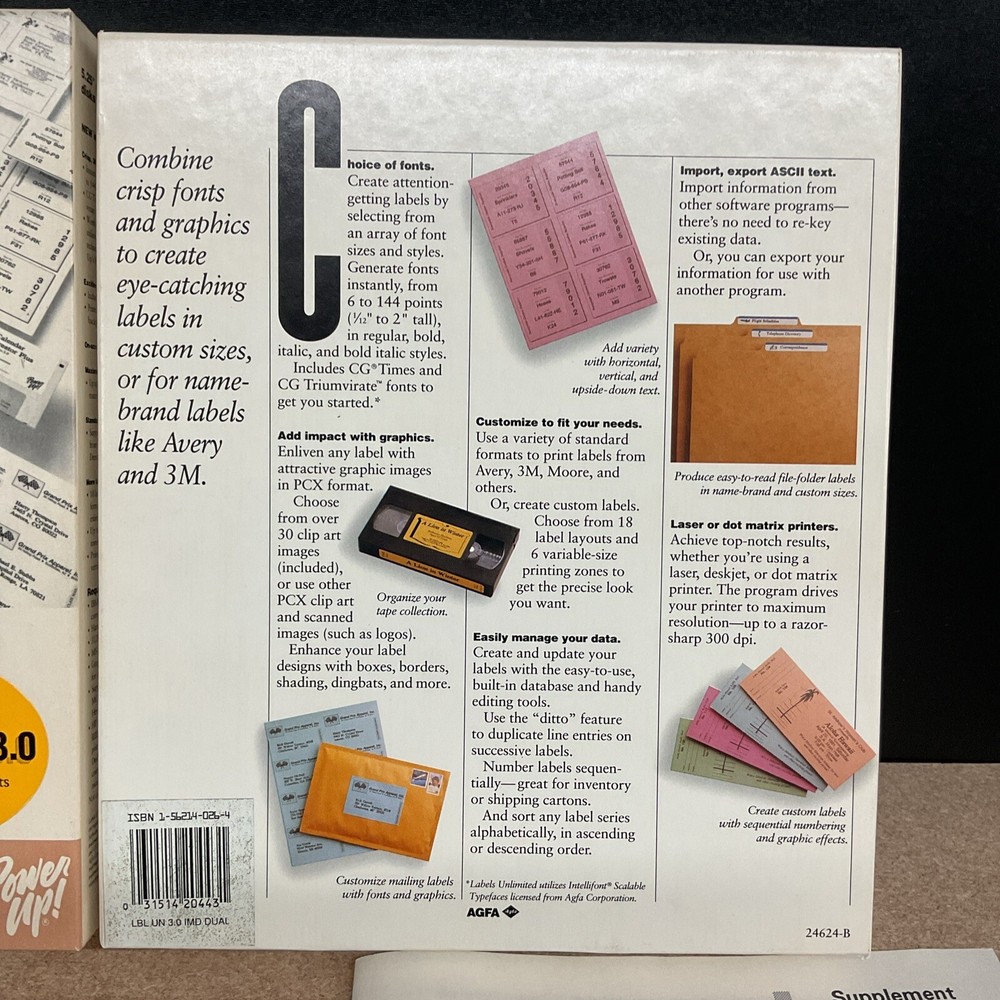 Combine
crisp fonts
and graphics
to create
eye-catching
labels in
custom sizes,
or for name-
brand labels
like Avery
and 3M.
Choice of fonts.
Create attention-
getting labels by
selecting from
an array of font
sizes and styles.
Generate fonts
instantly, from
6 to 144 points
(1/12" to 2" tall),
in regular, bold,
italic, and bold italic styles.
Includes CG®Times and
CG Triumvirate™ fonts to
get you started.*
Add impact with graphics.
Enliven any label with
attractive graphic images
in PCX format.
Choose
from over
30 clip art
images
(included),
or use other
PCX clip art
and scanned
images (such as logos).
Enhance your label
designs with boxes, borders,
shading, dingbats, and more.
A Lion in Winter
A Lion in Winter
Organize your
tape collection.
Customize mailing labels
with fonts and graphics.
Add variety
with horizontal,
vertical, and
upside-down text.
Customize to fit your needs.
Use a variety of standard
formats to print labels from
Avery, 3M, Moore, and
others.
Or, create custom labels.
Choose from 18
label layouts and
6 variable-size
printing zones to
get the precise look
you want.
Easily manage your data.
Create and update your
labels with the easy-to-use,
built-in database and handy
editing tools.
Use the “ditto” feature
to duplicate line entries on
successive labels.
Number labels sequen-
tially—great for inventory
or shipping cartons.
And sort any label series
alphabetically, in ascending
or descending order.
*Labels Unlimited utilizes Intellifont® Scalable
Typefaces licensed from Agfa Corporation.
AGFA
Import, export ASCII text.
Import information from
other software programs—
there’s no need to re-key
existing data.
Or, you can export your
information for use with
another program.
Produce easy-to-read file-folder labels
in name-brand and custom sizes.
Laser or dot matrix printers.
Achieve top-notch results,
whether you’re using a
laser, deskjet, or dot matrix
printer. The program drives
your printer to maximum
resolution—up to a razor-
sharp 300 dpi.
Aloha Hawaii
Create custom labels
with sequential numbering
and graphic effects.
24624-B
ISBN 1-56214-026-4
0 31514 20443
LBL UN 3.0 IMD DUAL
3.0
Power
Up!
Supplement